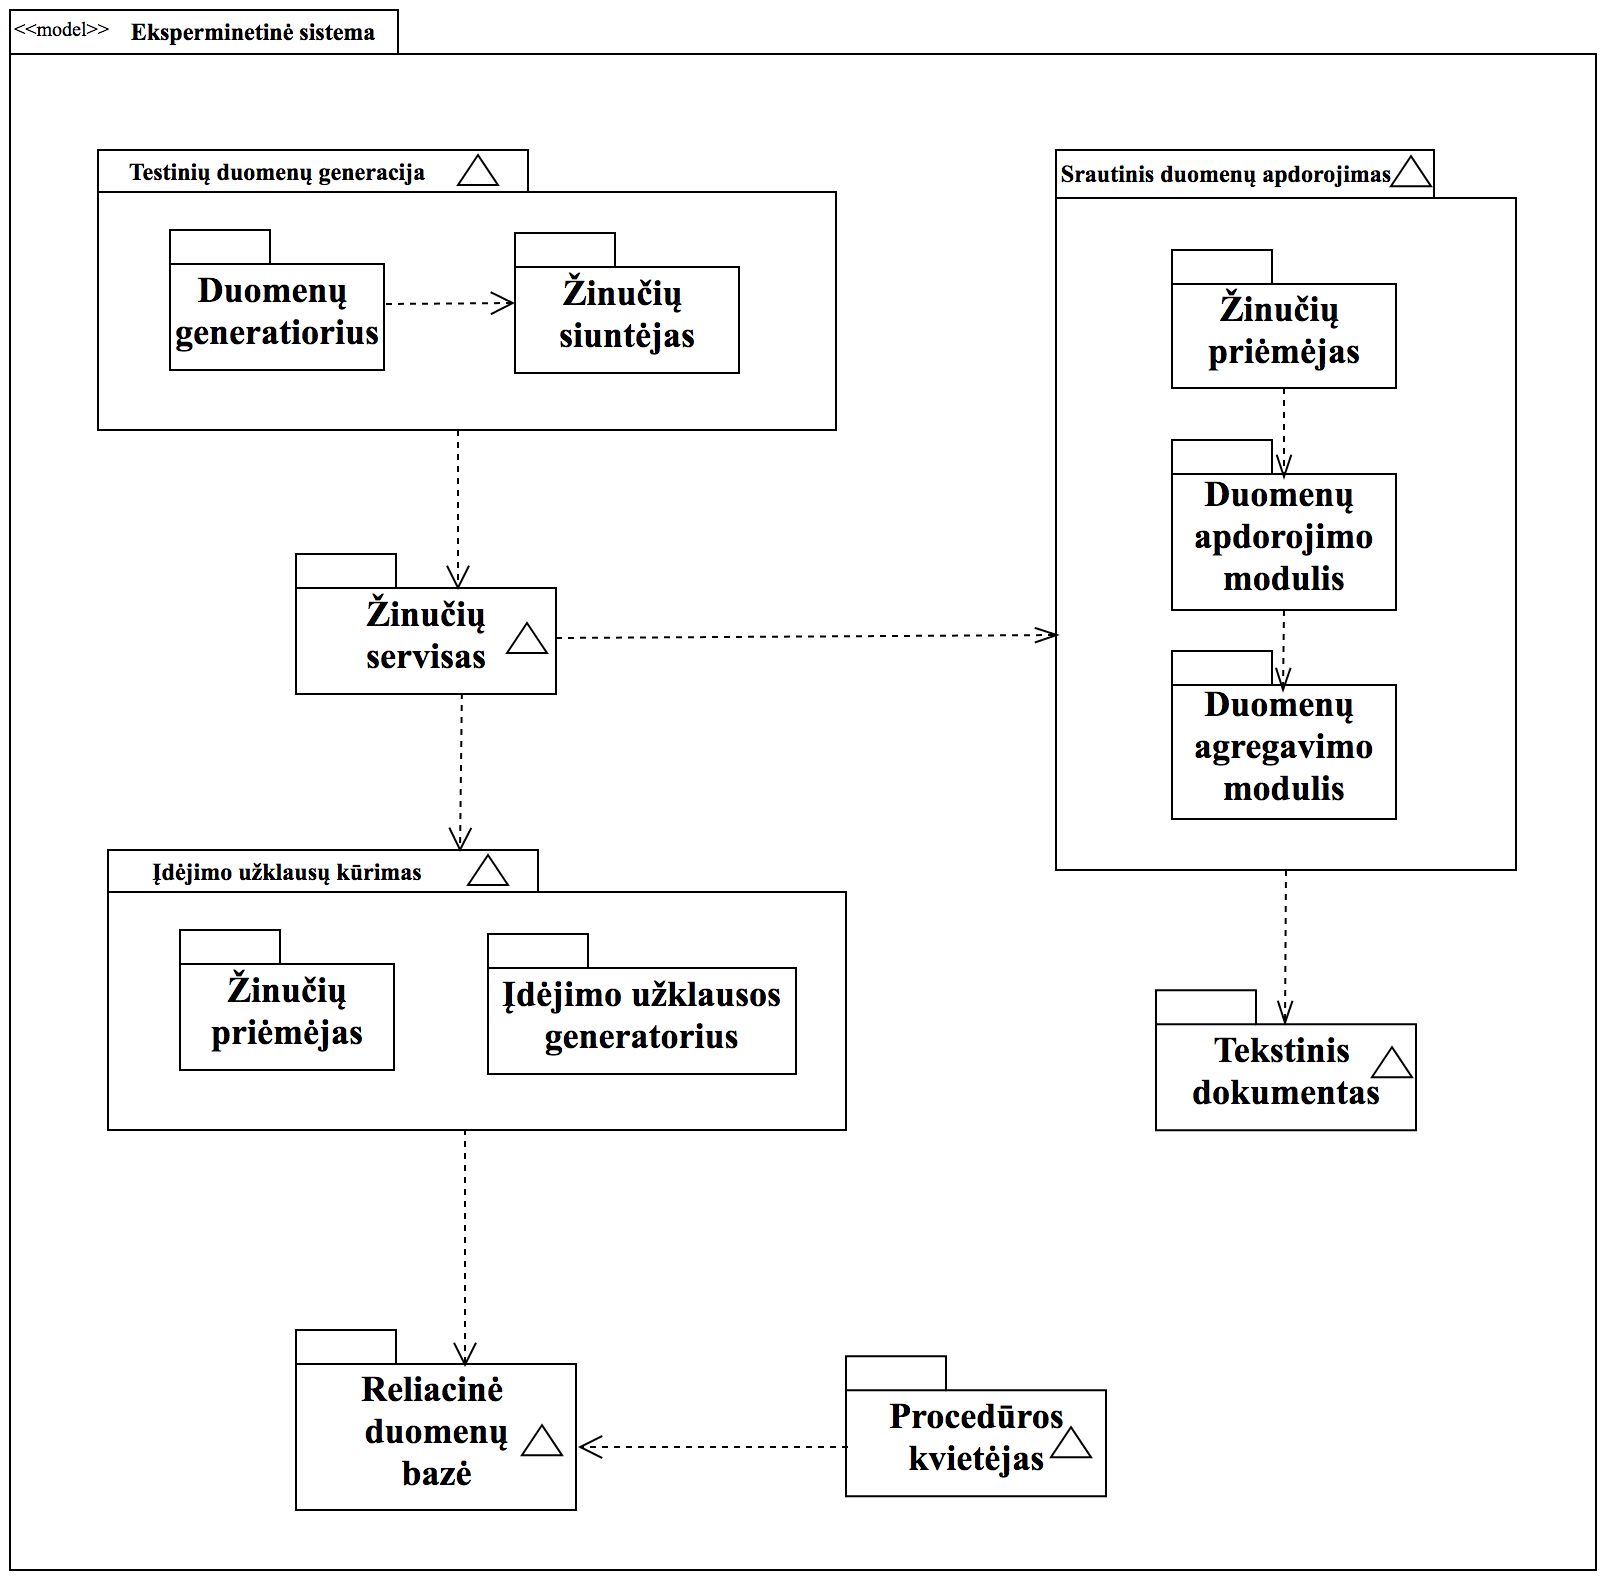 <<model>> Eksperminetinė sistema
Testinių duomenų generacija
Duomenų
generatiorius
Žinučių
siuntėjas
Srautinis duomenų apdorojimas
Žinučių
priėmėjas
Duomenų
apdorojimo
modulis
Duomenų
agregavimo
modulis
Žinučių
servisas
Įdėjimo užklausų kūrimas
Žinučių
priėmėjas
Įdėjimo užklausos
generatorius
Tekstinis
dokumentas
Reliacinė
duomenų
bazė
Procedūros
kvietėjas